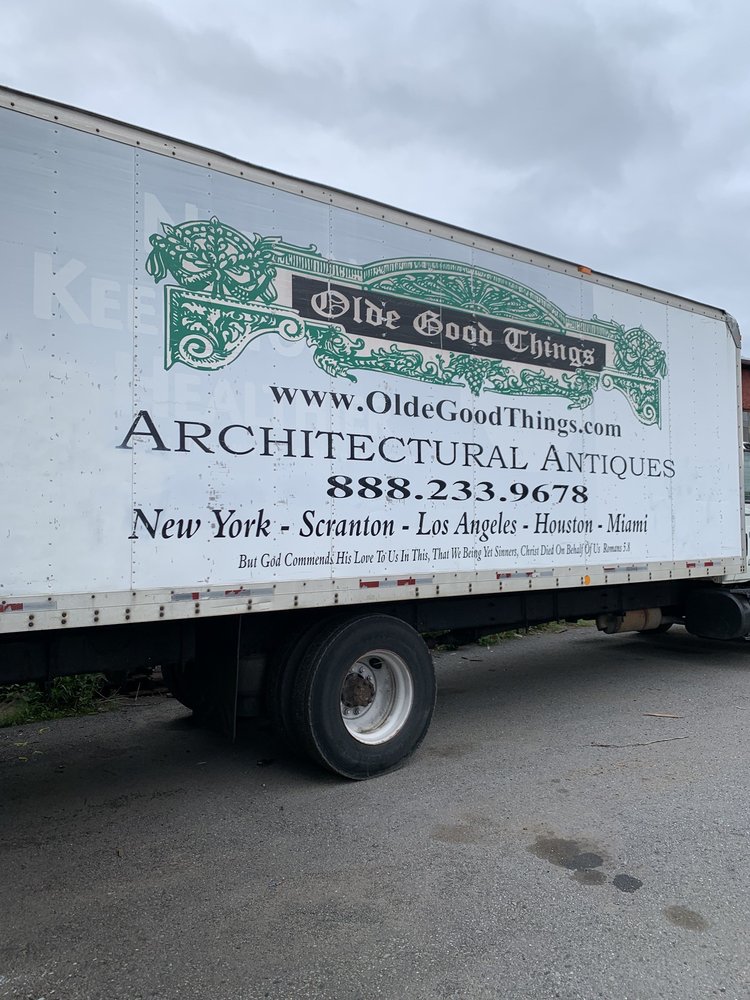 Olde Good Things
www.OldeGoodThings.com
ARCHITECTURAL ANTIQUES
888.233.9678
New York - Scranton - Los Angeles - Houston - Miami
But God Commends His Love To Us In This, That We Being Yet Sinners, Christ Died On Behalf Of Us Romans 5.8